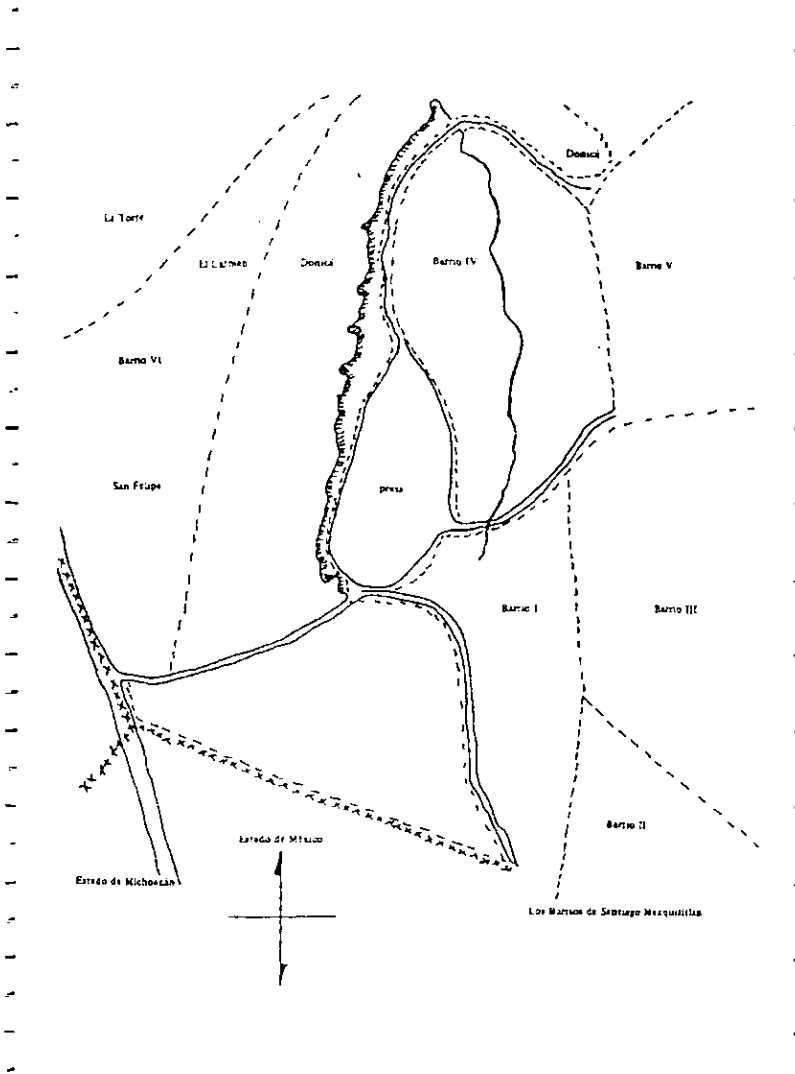 Donicá
La Torre
El Carmen
Donicá
Barrio IV
Barrio V
Barrio VI
San Felipe
presa
Barrio I
Barrio III
Barrio II
Estado de México
Estado de Michoacán
Los Barrios de Santiago Mexquititlán